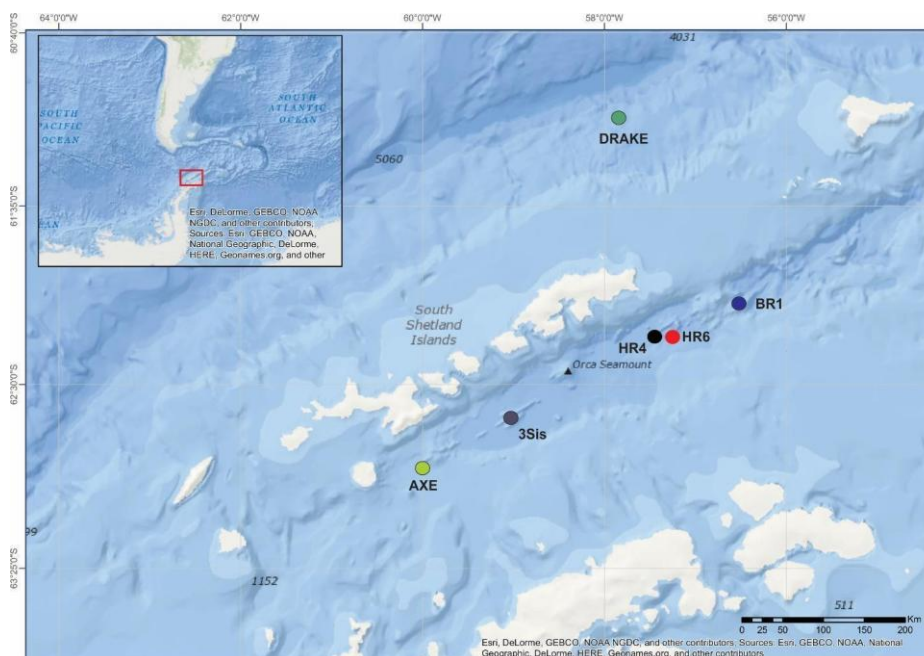 64°0'0"W
62°0'0"W
60°0'0"W
58°0'0"W
56°0'0"W
60°40'0"S
61°35'0"S
62°30'0"S
63°25'0"S
SOUTH
PACIFIC
OCEAN
SOUTH
ATLANTIC
OCEAN
EAN
Esri, DeLorme, GEBCO, NOAA
NGDC, and other contributors,
Sources: Esri, GEBCO, NOAA,
National Geographic, DeLorme,
HERE, Geonames.org, and other
4031
DRAKE
5060
South
Shetland
Islands
BR1
HR4
HR6
Orca Seamount
3Sis
AXE
99
1152
511
Km
0 25 50 100 150 200
Esri, DeLorme, GEBCO, NOAA NGDC, and other contributors, Sources: Esri, GEBCO, NOAA, National
Geographic, DeLorme, HERE, Geonames.org, and other contributors